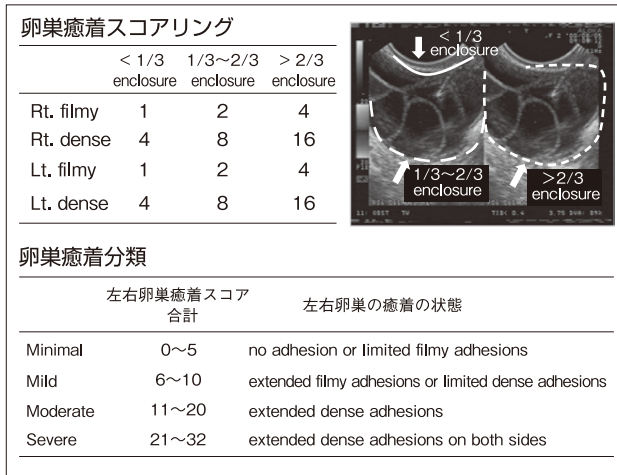 卵巣癒着スコアリング
< 1/3 1/3~2/3 > 2/3
enclosure enclosure enclosure
Rt. filmy 1 2 4
Rt. dense 4 8 16
Lt. filmy 1 2 4
Lt. dense 4 8 16
< 1/3
enclosure
1/3~2/3
enclosure
>2/3
enclosure
卵巣癒着分類
左右卵巣癒着スコア
合計
左右卵巣の癒着の状態
Minimal 0~5 no adhesion or limited filmy adhesions
Mild 6~10 extended filmy adhesions or limited dense adhesions
Moderate 11~20 extended dense adhesions
Severe 21~32 extended dense adhesions on both sides